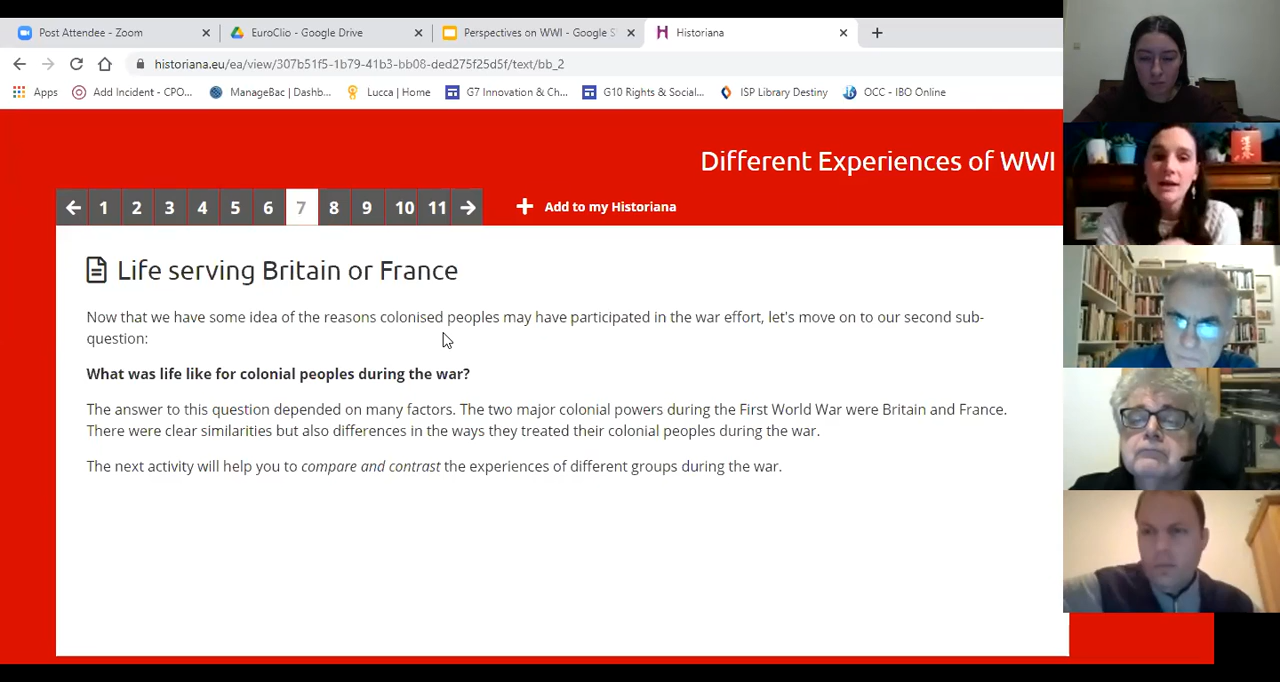 Post Attendee - Zoom
EuroClio - Google Drive
Perspectives on WWI - Google S
Historiana
historiana.eu/ea/view/307b51f5-1b79-41b3-bb08-ded275f25d5f/text/bb_2
Apps
Add Incident - CPO...
ManageBac | Dashb...
Lucca | Home
G7 Innovation & Ch...
G10 Rights & Social...
ISP Library Destiny
OCC - IBO Online
Different Experiences of WWI
1 2 3 4 5 6 7 8 9 10 11
Add to my Historiana
Life serving Britain or France
Now that we have some idea of the reasons colonised peoples may have participated in the war effort, let's move on to our second sub-
question:
What was life like for colonial peoples during the war?
The answer to this question depended on many factors. The two major colonial powers during the First World War were Britain and France.
There were clear similarities but also differences in the ways they treated their colonial peoples during the war.
The next activity will help you to compare and contrast the experiences of different groups during the war.